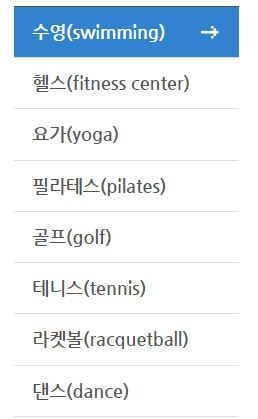 수영(swimming)
헬스(fitness center)
요가(yoga)
필라테스(pilates)
골프(golf)
테니스(tennis)
라켓볼(racquetball)
댄스(dance)